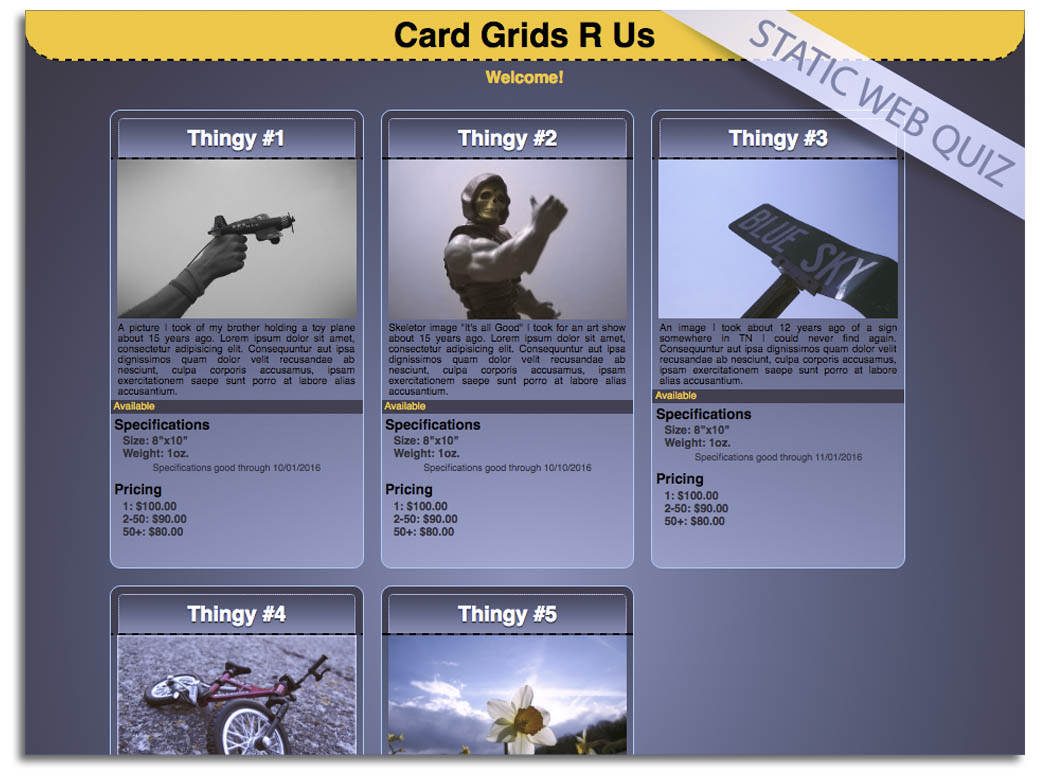 Card Grids R Us
STATIC WEB QUIZ
Welcome!
Thingy #1
A picture I took of my brother holding a toy plane
about 15 years ago. Lorem ipsum dolor sit amet,
consectetur adipisicing elit. Consequuntur aut ipsa
dignissimos quam dolor velit recusandae ab
nesciunt, culpa corporis accusamus, ipsam
exercitationem saepe sunt porro at labore alias
accusantium.
Available
Specifications
Size: 8"x10"
Weight: 1oz.
Specifications good through 10/01/2016
Pricing
1: $100.00
2-50: $90.00
50+: $80.00
Thingy #2
Skeletor image "It's all Good" I took for an art show
about 15 years ago. Lorem ipsum dolor sit amet,
consectetur adipisicing elit. Consequuntur aut ipsa
dignissimos quam dolor velit recusandae ab
nesciunt, culpa corporis accusamus, ipsam
exercitationem saepe sunt porro at labore alias
accusantium.
Available
Specifications
Size: 8"x10"
Weight: 1oz.
Specifications good through 10/10/2016
Pricing
1: $100.00
2-50: $90.00
50+: $80.00
Thingy #3
BLUE SKY
An image I took about 12 years ago of a sign
somewhere in TN I could never find again.
Consequuntur aut ipsa dignissimos quam dolor velit
recusandae ab nesciunt, culpa corporis accusamus,
ipsam exercitationem saepe sunt porro at labore
alias accusantium.
Available
Specifications
Size: 8"x10"
Weight: 1oz.
Specifications good through 11/01/2016
Pricing
1: $100.00
2-50: $90.00
50+: $80.00
Thingy #4
Thingy #5